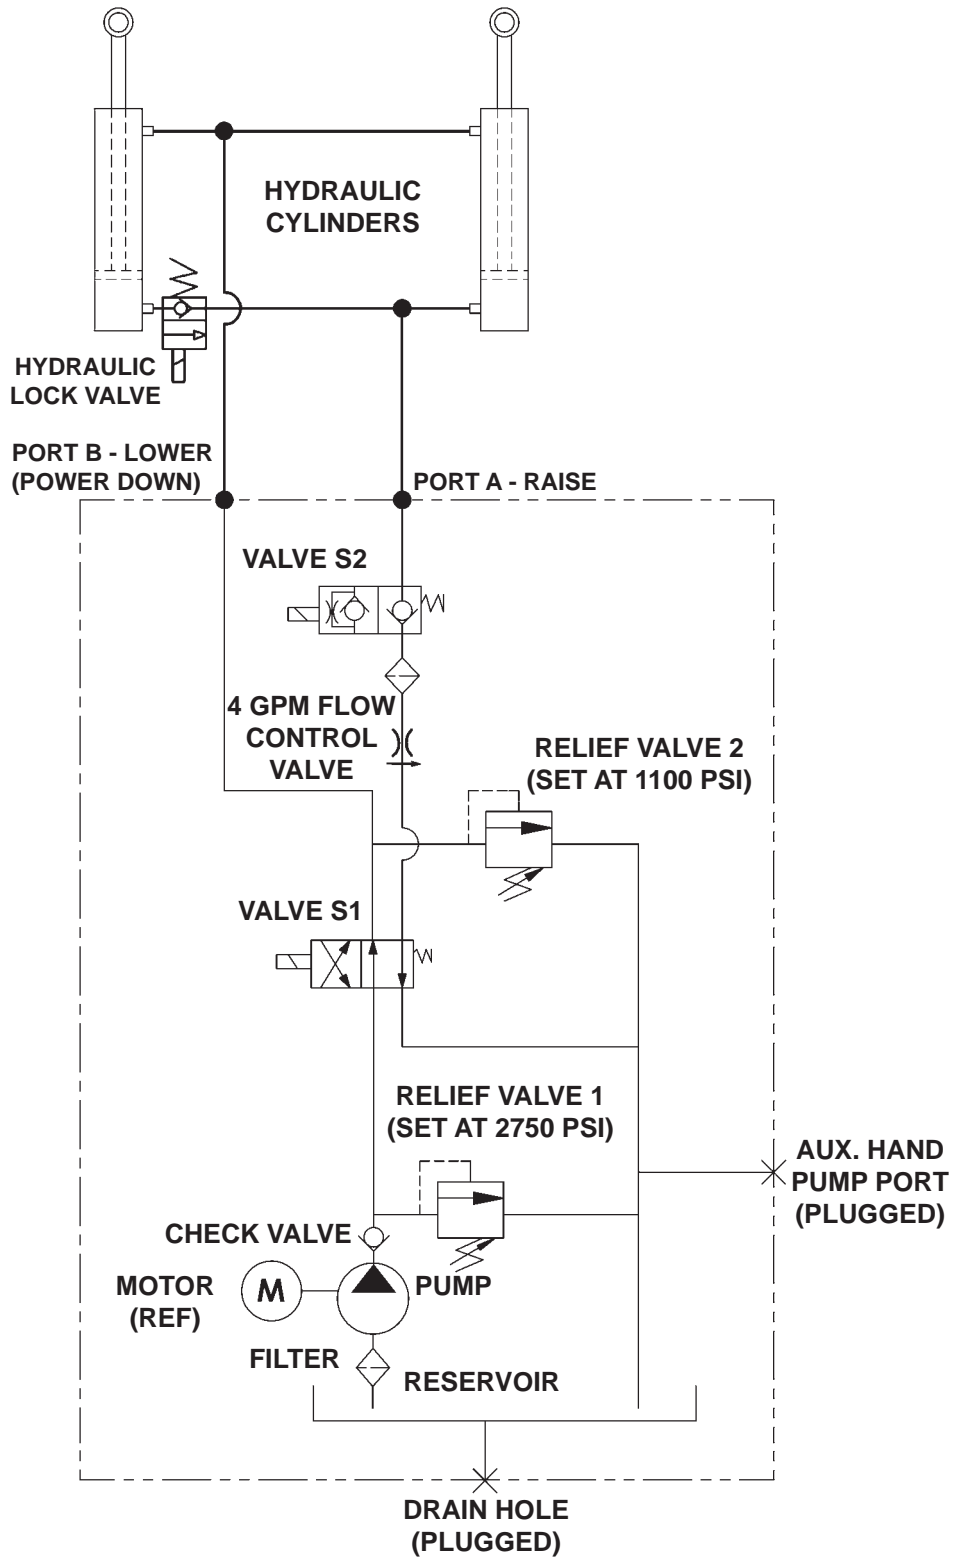 HYDRAULIC
CYLINDERS
HYDRAULIC
LOCK VALVE
PORT B - LOWER
(POWER DOWN)
PORT A - RAISE
VALVE S2
4 GPM FLOW
CONTROL
VALVE
RELIEF VALVE 2
(SET AT 1100 PSI)
VALVE S1
RELIEF VALVE 1
(SET AT 2750 PSI)
AUX. HAND
PUMP PORT
(PLUGGED)
CHECK VALVE
MOTOR
(REF)
M
PUMP
FILTER
RESERVOIR
DRAIN HOLE
(PLUGGED)